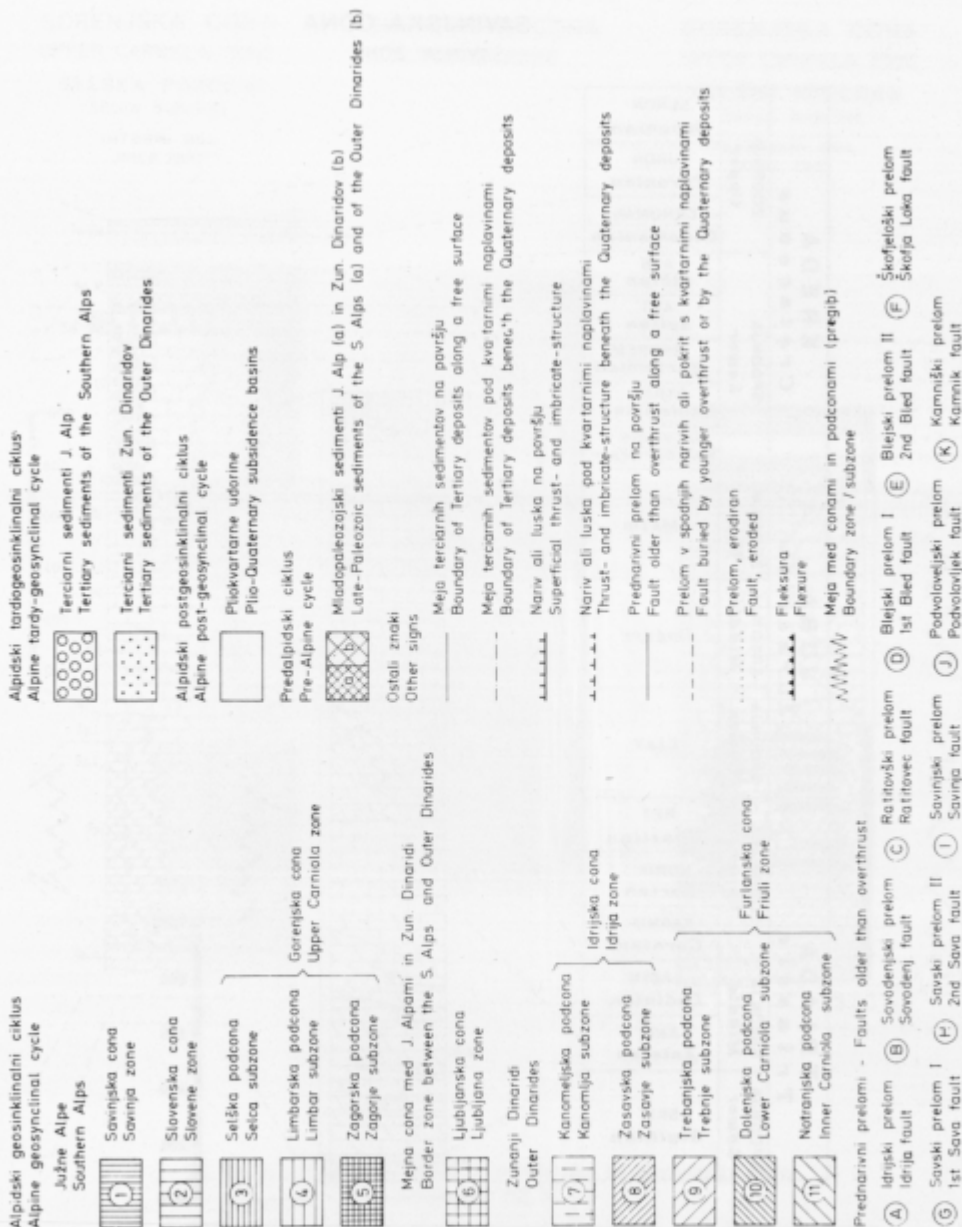 Alpidski geosinklinalni ciklus
Alpine geosynclinal cycle
Južne Alpe
Southern Alps
1
Savinjska cona
Savinja zone
2
Slovenska cona
Slovene zone
3
Selška podcona
Selca subzone
4
Limbarska podcona
Limbar subzone
5
Zagorska podcona
Zagorje subzone
Gorenjska cona
Upper Carniola zone
Mejna cona med J. Alpami in Zun. Dinaridi
Border zone between the S. Alps and Outer Dinarides
6
Ljubljanska cona
Ljubljana zone
Zunanji Dinaridi
Outer Dinarides
7
Kanomeljska podcona
Kanomlja subzone
8
Zasavska podcona
Zasavje subzone
Idrijska cona
Idrija zone
9
Trebanjska podcona
Trebnje subzone
10
Dolenjska podcona
Lower Carniola subzone
11
Notranjska podcona
Inner Carniola subzone
Furlanska cona
Friuli zone
Alpidski tardiogeosinklinalni ciklus
Alpine tardy-geosynclinal cycle
Terciarni sedimenti J. Alp
Tertiary sediments of the Southern Alps
Terciarni sedimenti Zun. Dinaridov
Tertiary sediments of the Outer Dinarides
Alpidski postgeosinklinalni ciklus
Alpine post-geosynclinal cycle
Pliokvartarne udorine
Plio-Quaternary subsidence basins
Predalpidski ciklus
Pre-Alpine cycle
a b
Mladopaleozojski sedimenti J. Alp (a) in Zun. Dinaridov (b)
Late-Paleozoic sediments of the S. Alps (a) and of the Outer Dinarides (b)
Ostali znaki
Other signs
Meja terciarnih sedimentov na površju
Boundary of Tertiary deposits along a free surface
Meja terciarnih sedimentov pod kvartarnimi naplavinami
Boundary of Tertiary deposits beneath the Quaternary deposits
Nariv ali luska na površju
Superficial thrust- and imbricate-structure
Nariv ali luska pod kvartarnimi naplavinami
Thrust- and imbricate-structure beneath the Quaternary deposits
Prednarivni prelom na površju
Fault older than overthrust along a free surface
Prelom v spodnjih narivih ali pokrit s kvartarnimi naplavinami
Fault buried by younger overthrust or by the Quaternary deposits
Prelom, erodiran
Fault, eroded
Fleksura
Flexure
Meja med conami in podconami (pregib)
Boundary zone / subzone
Prednarivni prelomi - Faults older than overthrust
A Idrijski prelom B Sovodenjski prelom C Ratitovški prelom D Blejski prelom I E Blejski prelom II F Škofjeloški prelom
Idrija fault Sovodenj fault Ratitovec fault 1st Bled fault 2nd Bled fault Škofja Loka fault
G Savski prelom I H Savski prelom II I Savinjski prelom J Podvoloveljski prelom K Kamniški prelom
1st Sava fault 2nd Sava fault Savinja fault Podvolovljek fault Kamnik fault